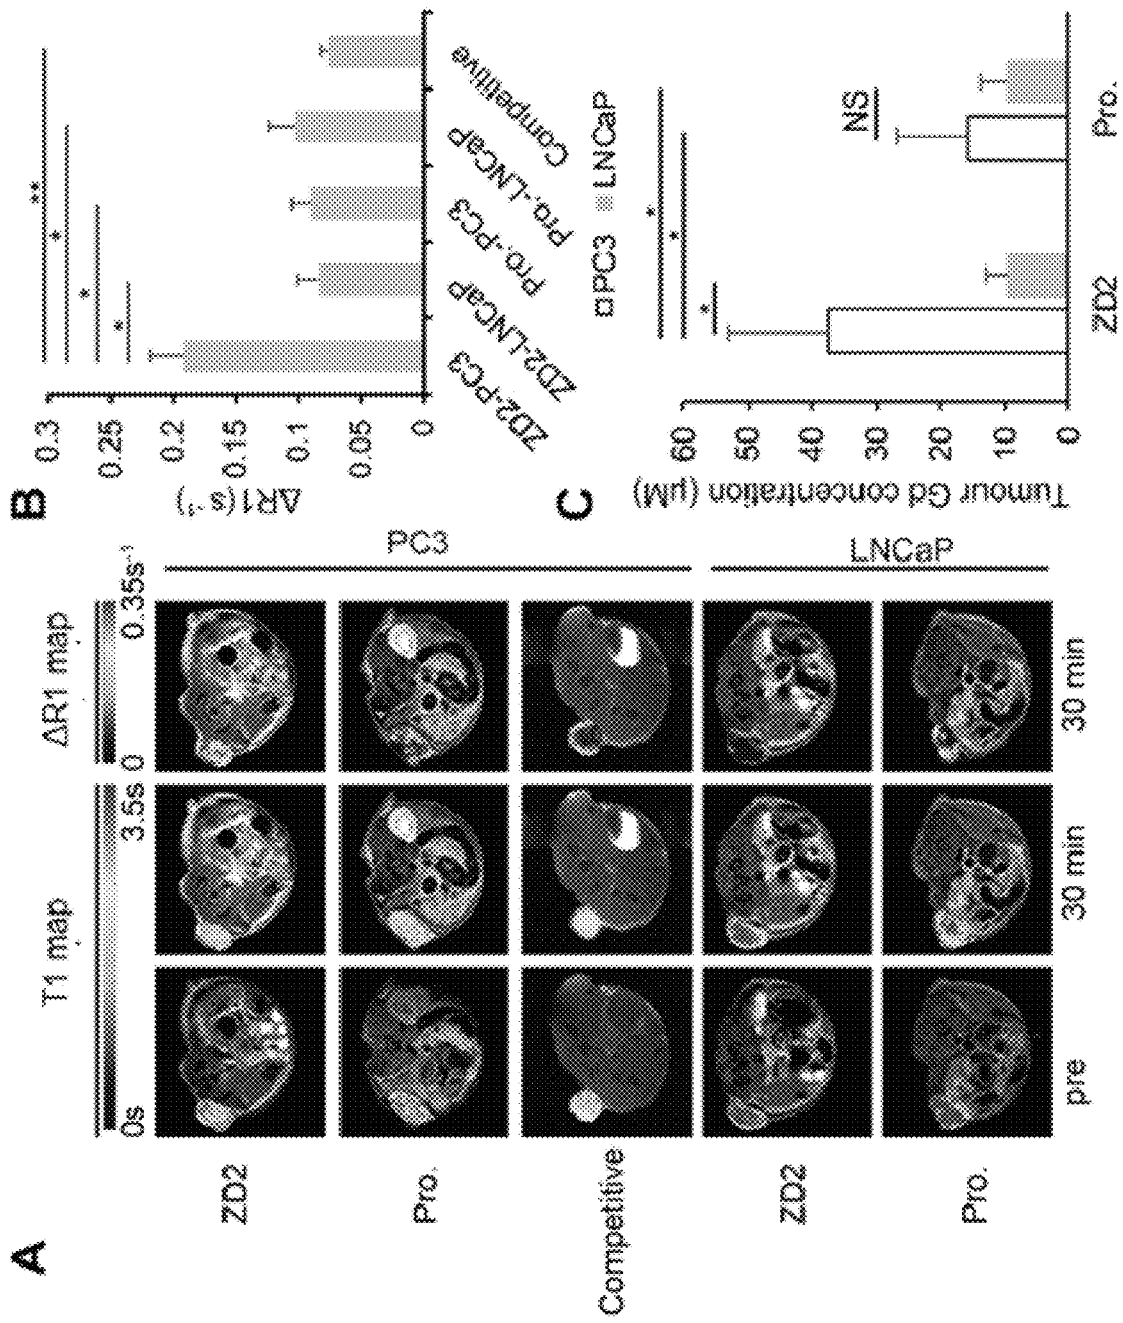 A
T1 map
ΔR1 map
0s
3.5s
0
0.35s⁻¹
ZD2
Pro.
Competitive
ZD2
Pro.
PC3
LNCaP
pre
30 min
30 min
B
ΔR1(s⁻¹)
0.3
0.25
0.2
0.15
0.1
0.05
0
**
*
*
*
ZD2-PC3
ZD2-LNCaP
Pro.-PC3
Pro.-LNCaP
Competitive
C
Tumour Gd concentration (µM)
60
50
40
30
20
10
0
PC3 LNCaP
*
*
*
NS
ZD2
Pro.